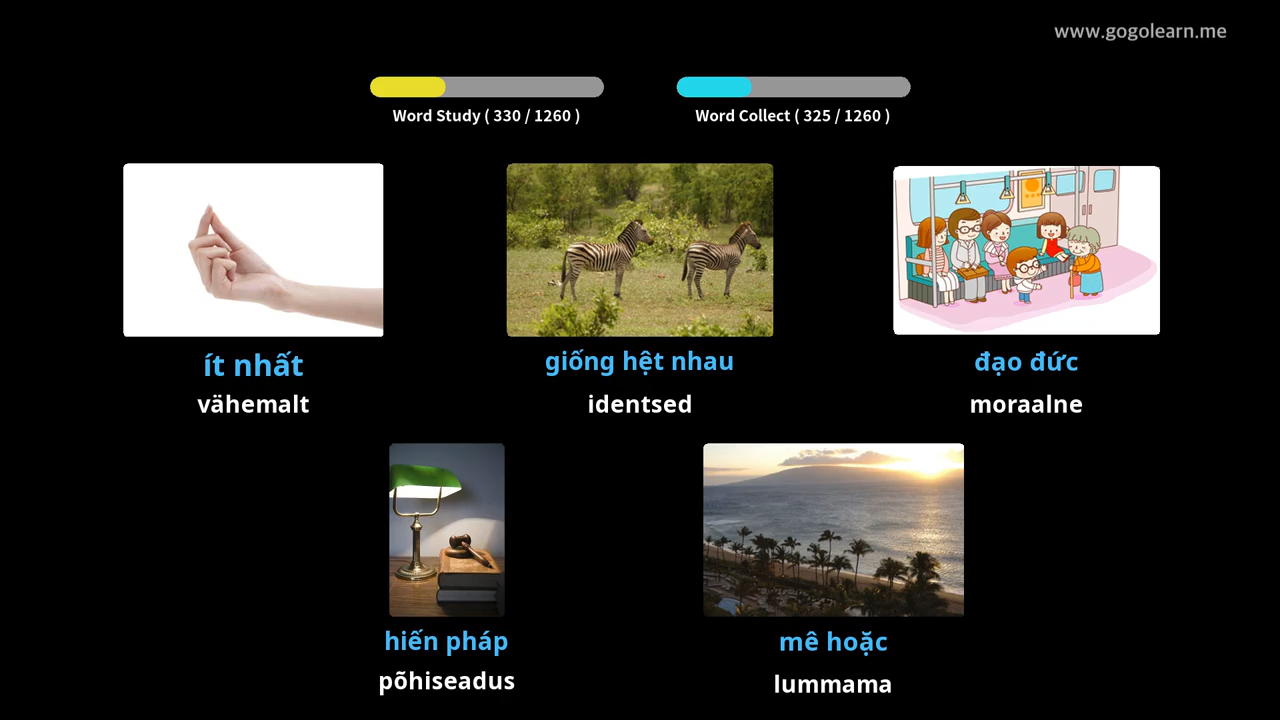 www.gogolearn.me
Word Study ( 330 / 1260 )
Word Collect ( 325 / 1260 )
ít nhất
vähemalt
giống hệt nhau
identsed
đạo đức
moraalne
hiến pháp
põhiseadus
mê hoặc
lummama